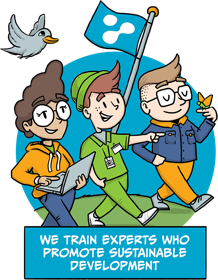 WE TRAIN EXPERTS WHO
PROMOTE SUSTAINABLE
DEVELOPMENT